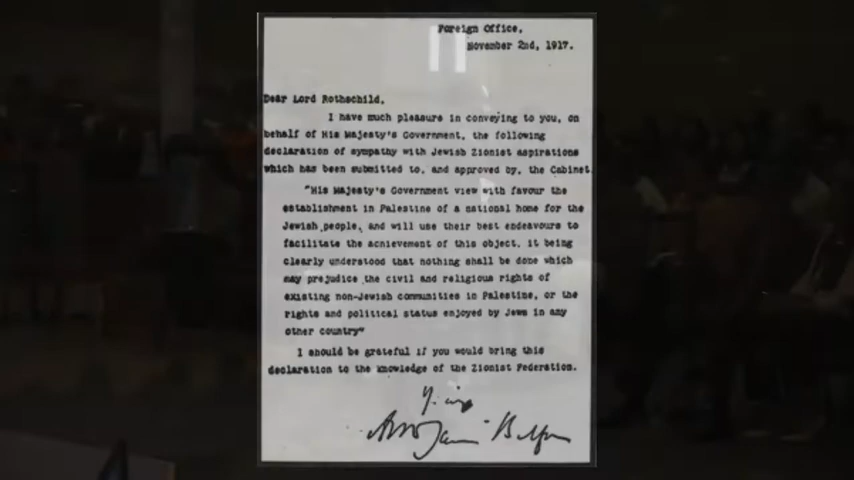 Foreign Office,
November 2nd, 1917.
Dear Lord Rothschild,
I have much pleasure in conveying to you, on
behalf of His Majesty's Government, the following
declaration of sympathy with Jewish Zionist aspirations
which has been submitted to, and approved by, the Cabinet.
"His Majesty's Government view with favour the
establishment in Palestine of a national home for the
Jewish people, and will use their best endeavours to
facilitate the achievement of this object, it being
clearly understood that nothing shall be done which
may prejudice the civil and religious rights of
existing non-Jewish communities in Palestine, or the
rights and political status enjoyed by Jews in any
other country"
I should be grateful if you would bring this
declaration to the knowledge of the Zionist Federation.